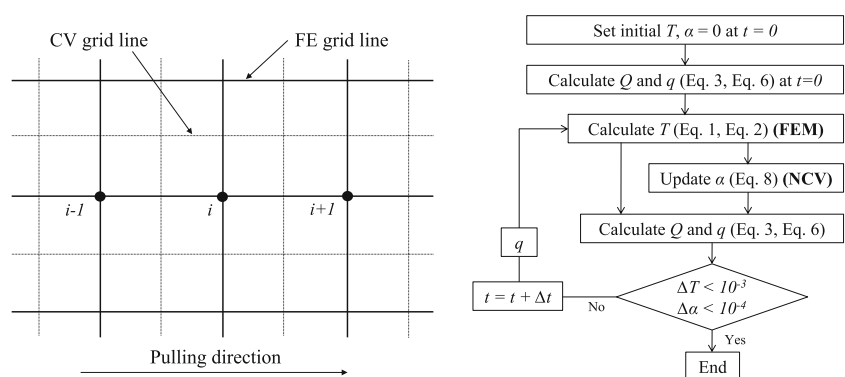 CV grid line
FE grid line
i-1
i
i+1
Pulling direction
Set initial T, α = 0 at t = 0
Calculate Q and q (Eq. 3, Eq. 6) at t=0
Calculate T (Eq. 1, Eq. 2) (FEM)
Update α (Eq. 8) (NCV)
Calculate Q and q (Eq. 3, Eq. 6)
q
t = t + Δt
No
ΔT < 10⁻³
Δα < 10⁻⁴
Yes
End